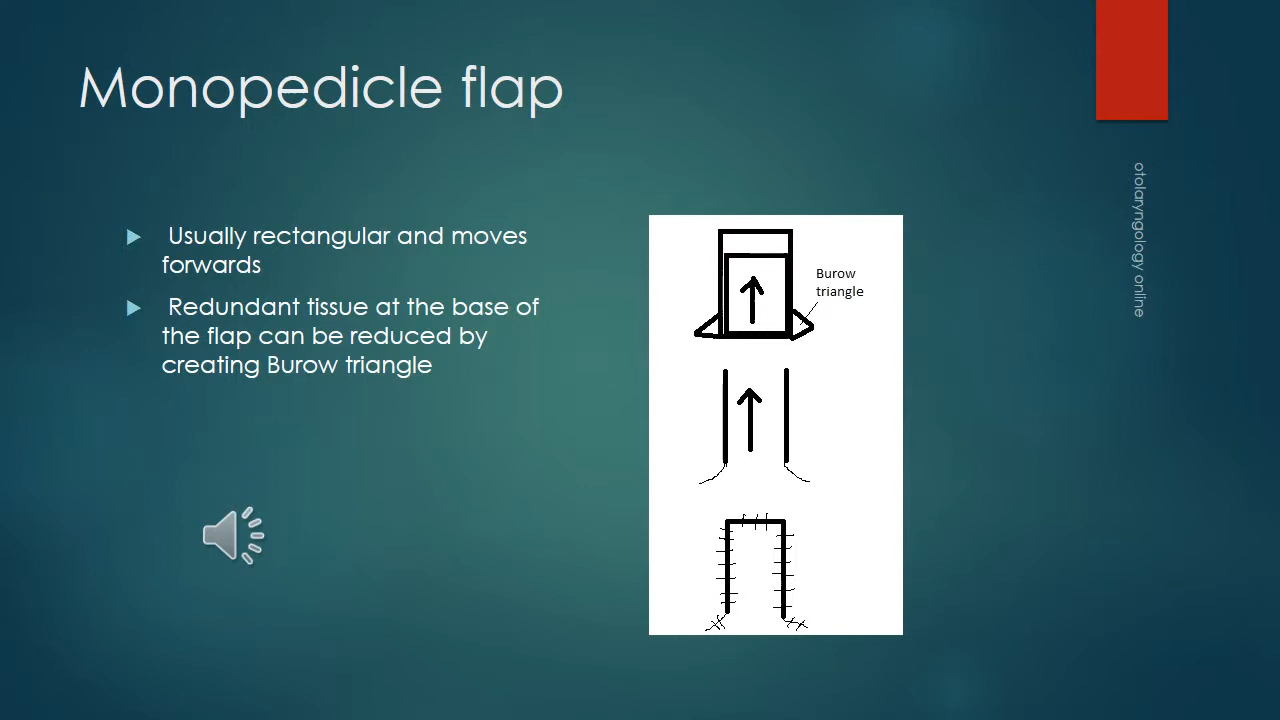 Monopedicle flap
Usually rectangular and moves
forwards
Redundant tissue at the base of
the flap can be reduced by
creating Burow triangle
Burow
triangle
otolaryngology online